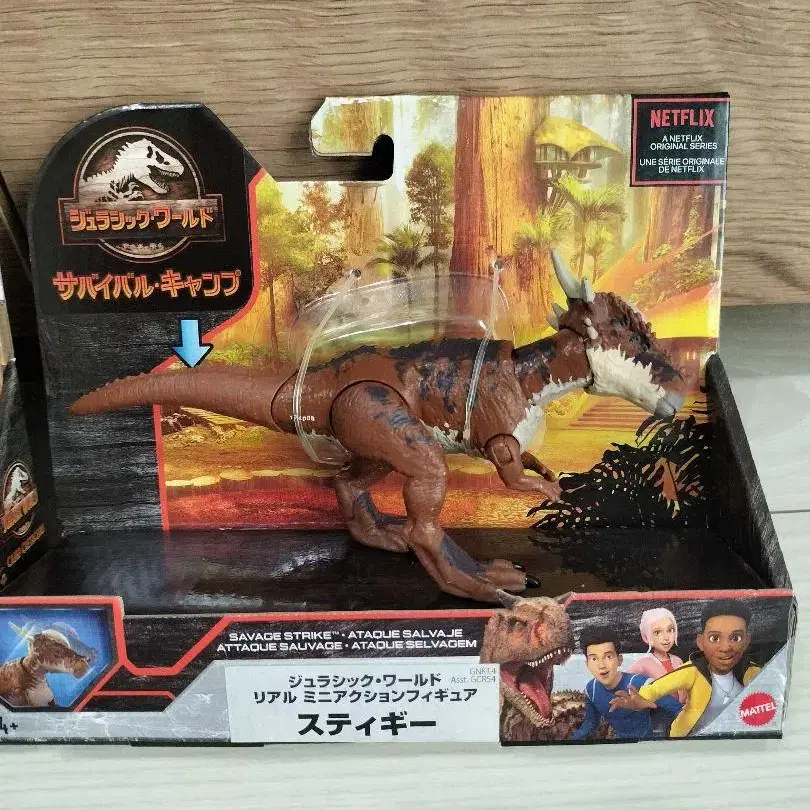 ジュラシック・ワールド
サバイバル・キャンプ
NETFLIX
A NETFLIX
ORIGINAL SERIES
UNE SÉRIE ORIGINALE
DE NETFLIX
SAVAGE STRIKE™ • ATAQUE SALVAJE
ATTAQUE SAUVAGE • ATAQUE SELVAGEM
GNK14
Asst. GCR54
ジュラシック・ワールド
リアル ミニアクションフィギュア
スティギー
4+
MATTEL